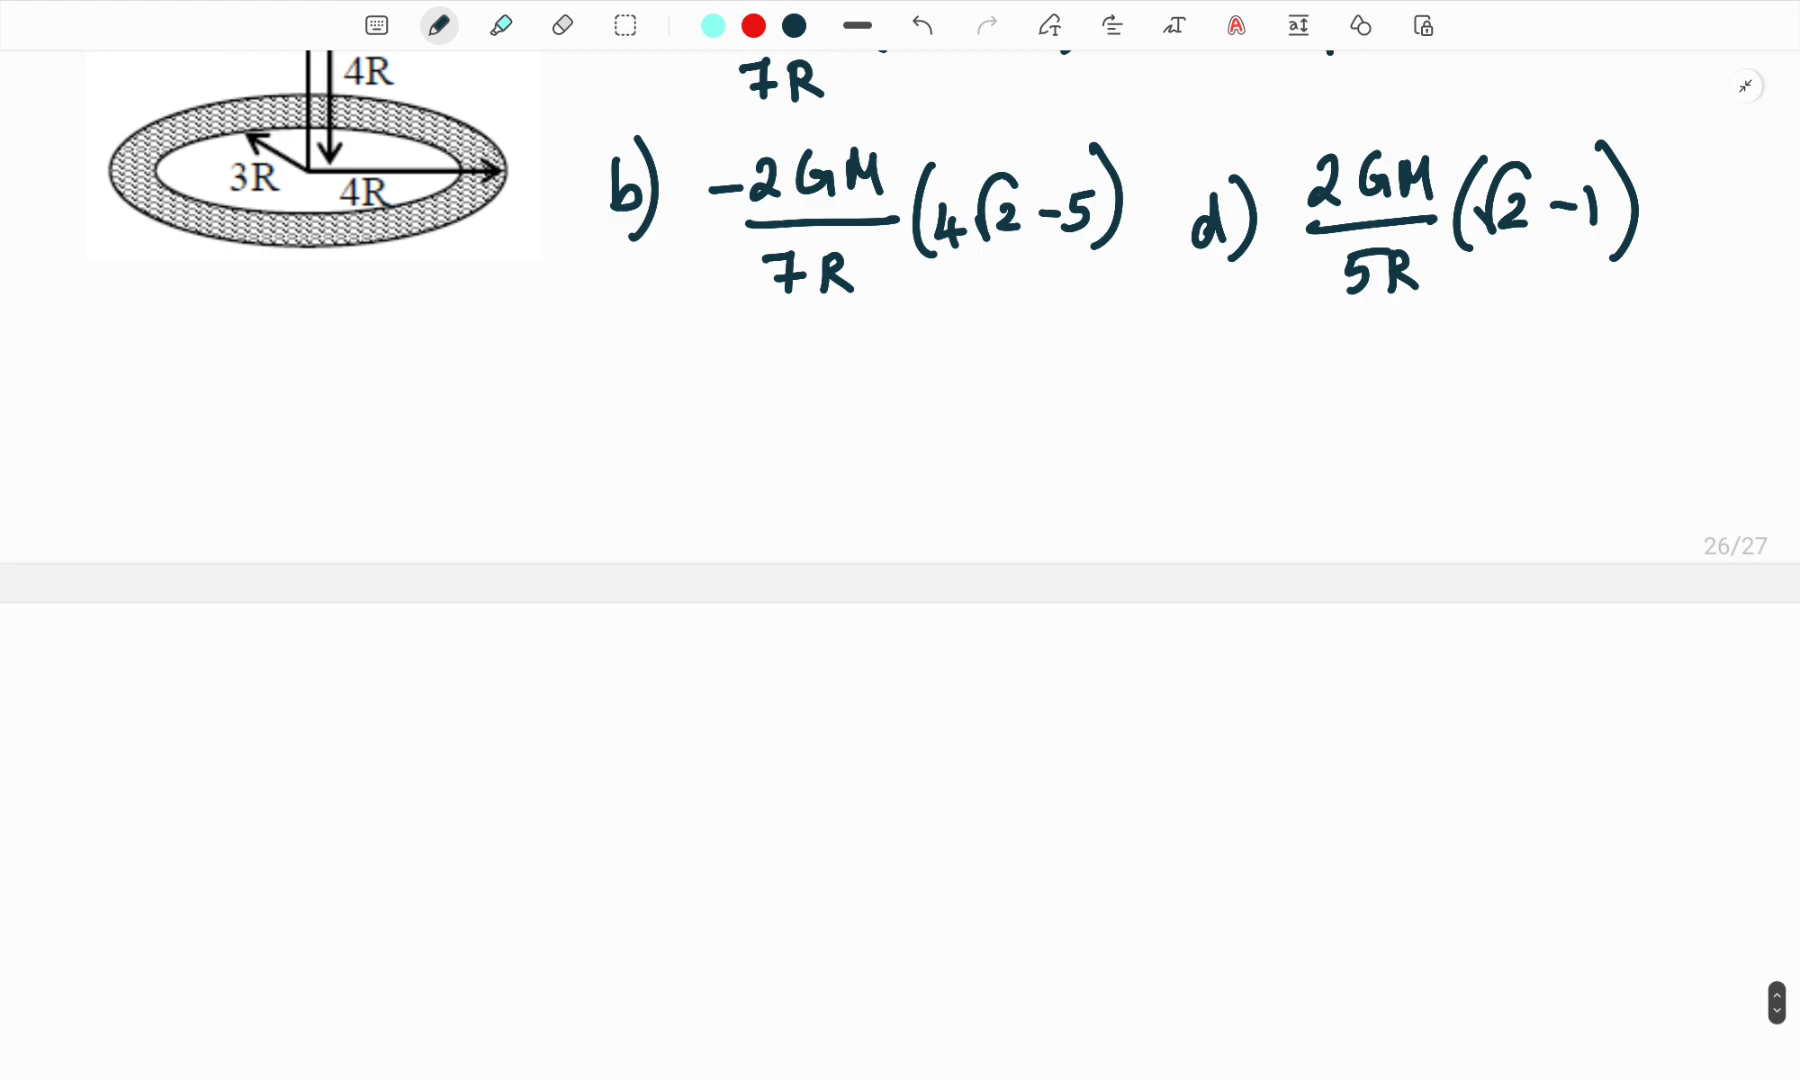 4R
3R
4R
7R
b) -2GM/7R (4√2 -5)
d) 2GM/5R (√2 -1)
26/27